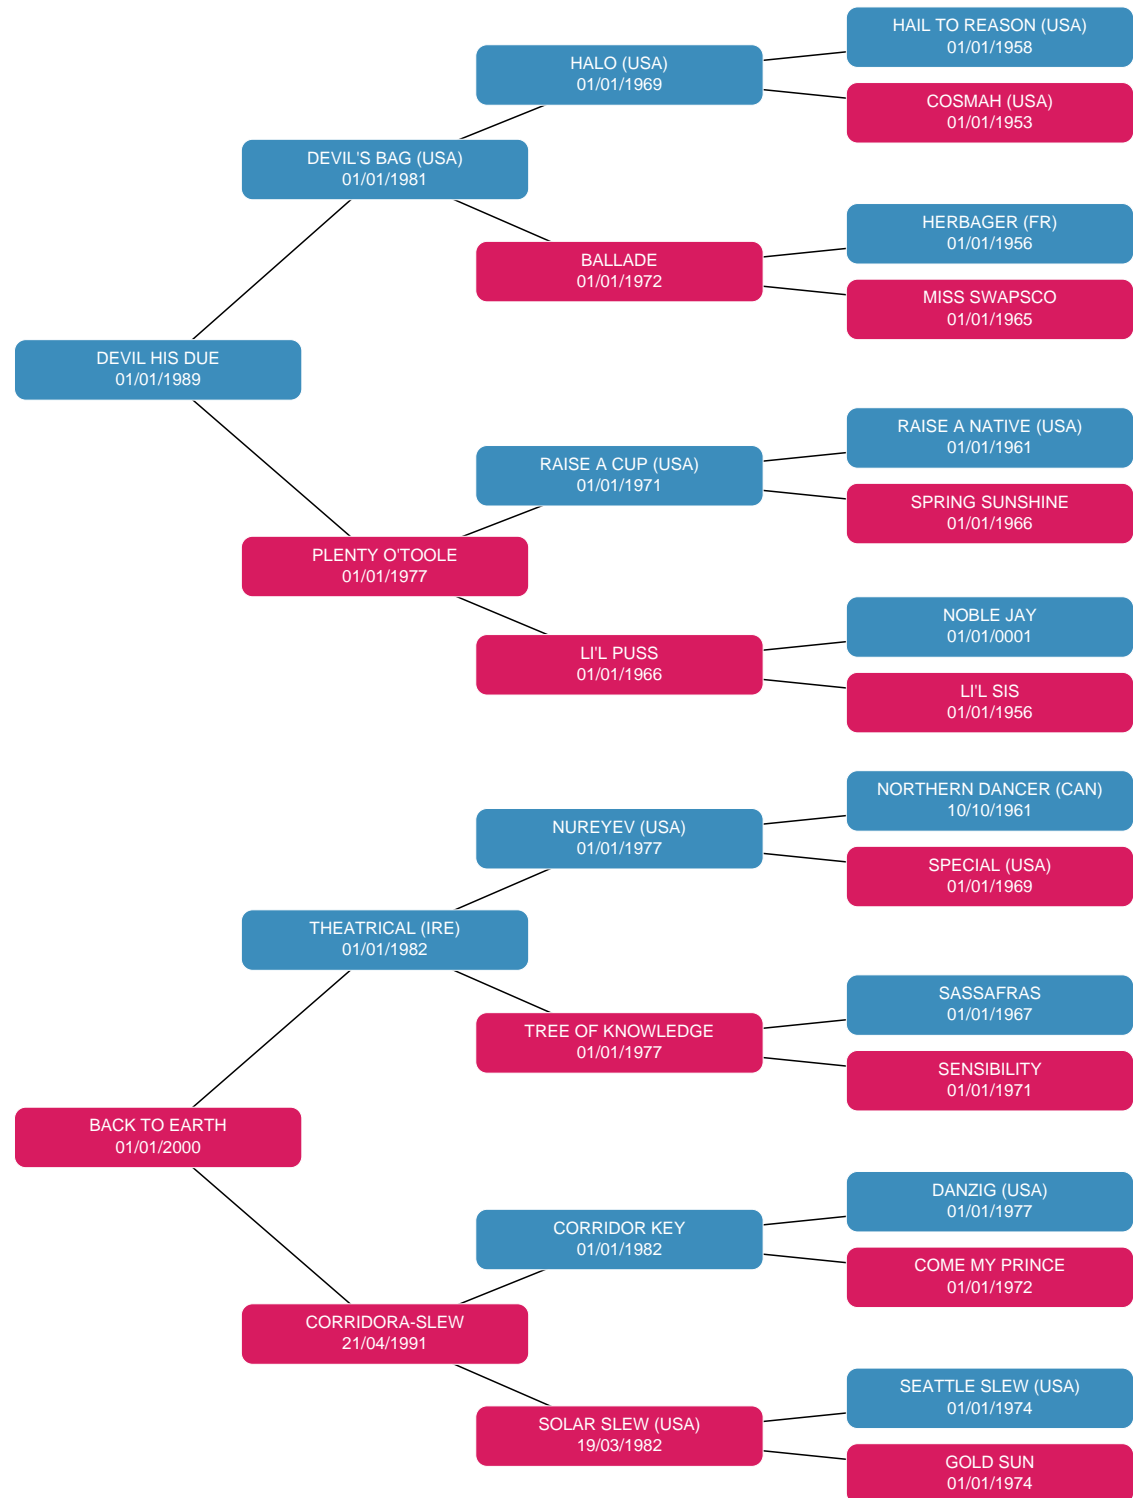 HAIL TO REASON (USA)
01/01/1958
HALO (USA)
01/01/1969
COSMAH (USA)
01/01/1953
DEVIL'S BAG (USA)
01/01/1981
HERBAGER (FR)
01/01/1956
BALLADE
01/01/1972
MISS SWAPSCO
01/01/1965
DEVIL HIS DUE
01/01/1989
RAISE A NATIVE (USA)
01/01/1961
RAISE A CUP (USA)
01/01/1971
SPRING SUNSHINE
01/01/1966
PLENTY O'TOOLE
01/01/1977
NOBLE JAY
01/01/0001
LI'L PUSS
01/01/1966
LI'L SIS
01/01/1956
NORTHERN DANCER (CAN)
10/10/1961
NUREYEV (USA)
01/01/1977
SPECIAL (USA)
01/01/1969
THEATRICAL (IRE)
01/01/1982
SASSAFRAS
01/01/1967
TREE OF KNOWLEDGE
01/01/1977
SENSIBILITY
01/01/1971
BACK TO EARTH
01/01/2000
DANZIG (USA)
01/01/1977
CORRIDOR KEY
01/01/1982
COME MY PRINCE
01/01/1972
CORRIDORA-SLEW
21/04/1991
SEATTLE SLEW (USA)
01/01/1974
SOLAR SLEW (USA)
19/03/1982
GOLD SUN
01/01/1974